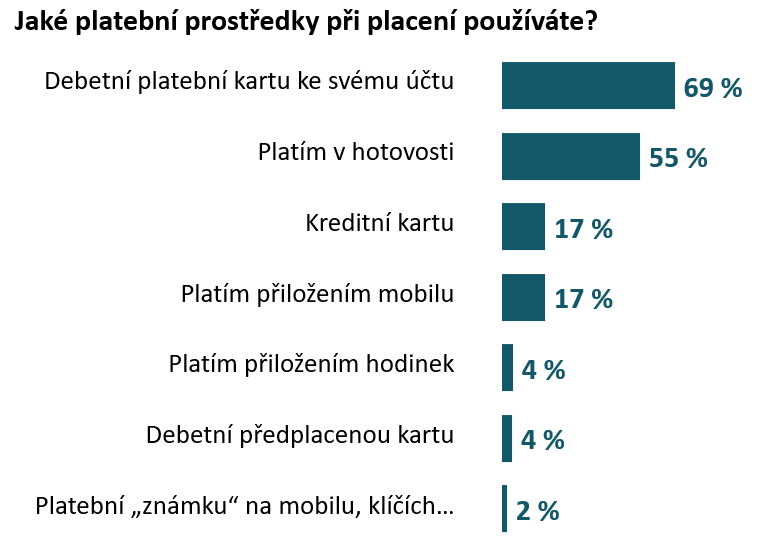 Jaké platební prostředky při placení používáte?
Debetní platební kartu ke svému účtu 69 %
Platím v hotovosti 55 %
Kreditní kartu 17 %
Platím přiložením mobilu 17 %
Platím přiložením hodinek 4 %
Debetní předplacenou kartu 4 %
Platební „známku“ na mobilu, klíčích… 2 %